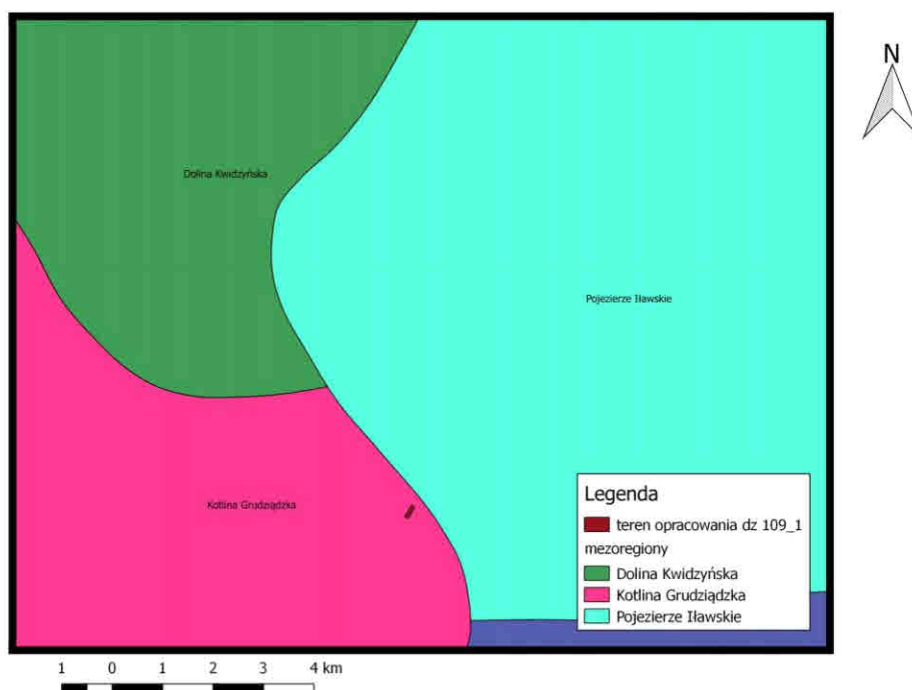 N
Dolina Kwidzyńska
Pojezierze Iławskie
Kotlina Grudziądzka
Legenda
teren opracowania dz 109_1
mezoregiony
Dolina Kwidzyńska
Kotlina Grudziądzka
Pojezierze Iławskie
1 0 1 2 3 4 km